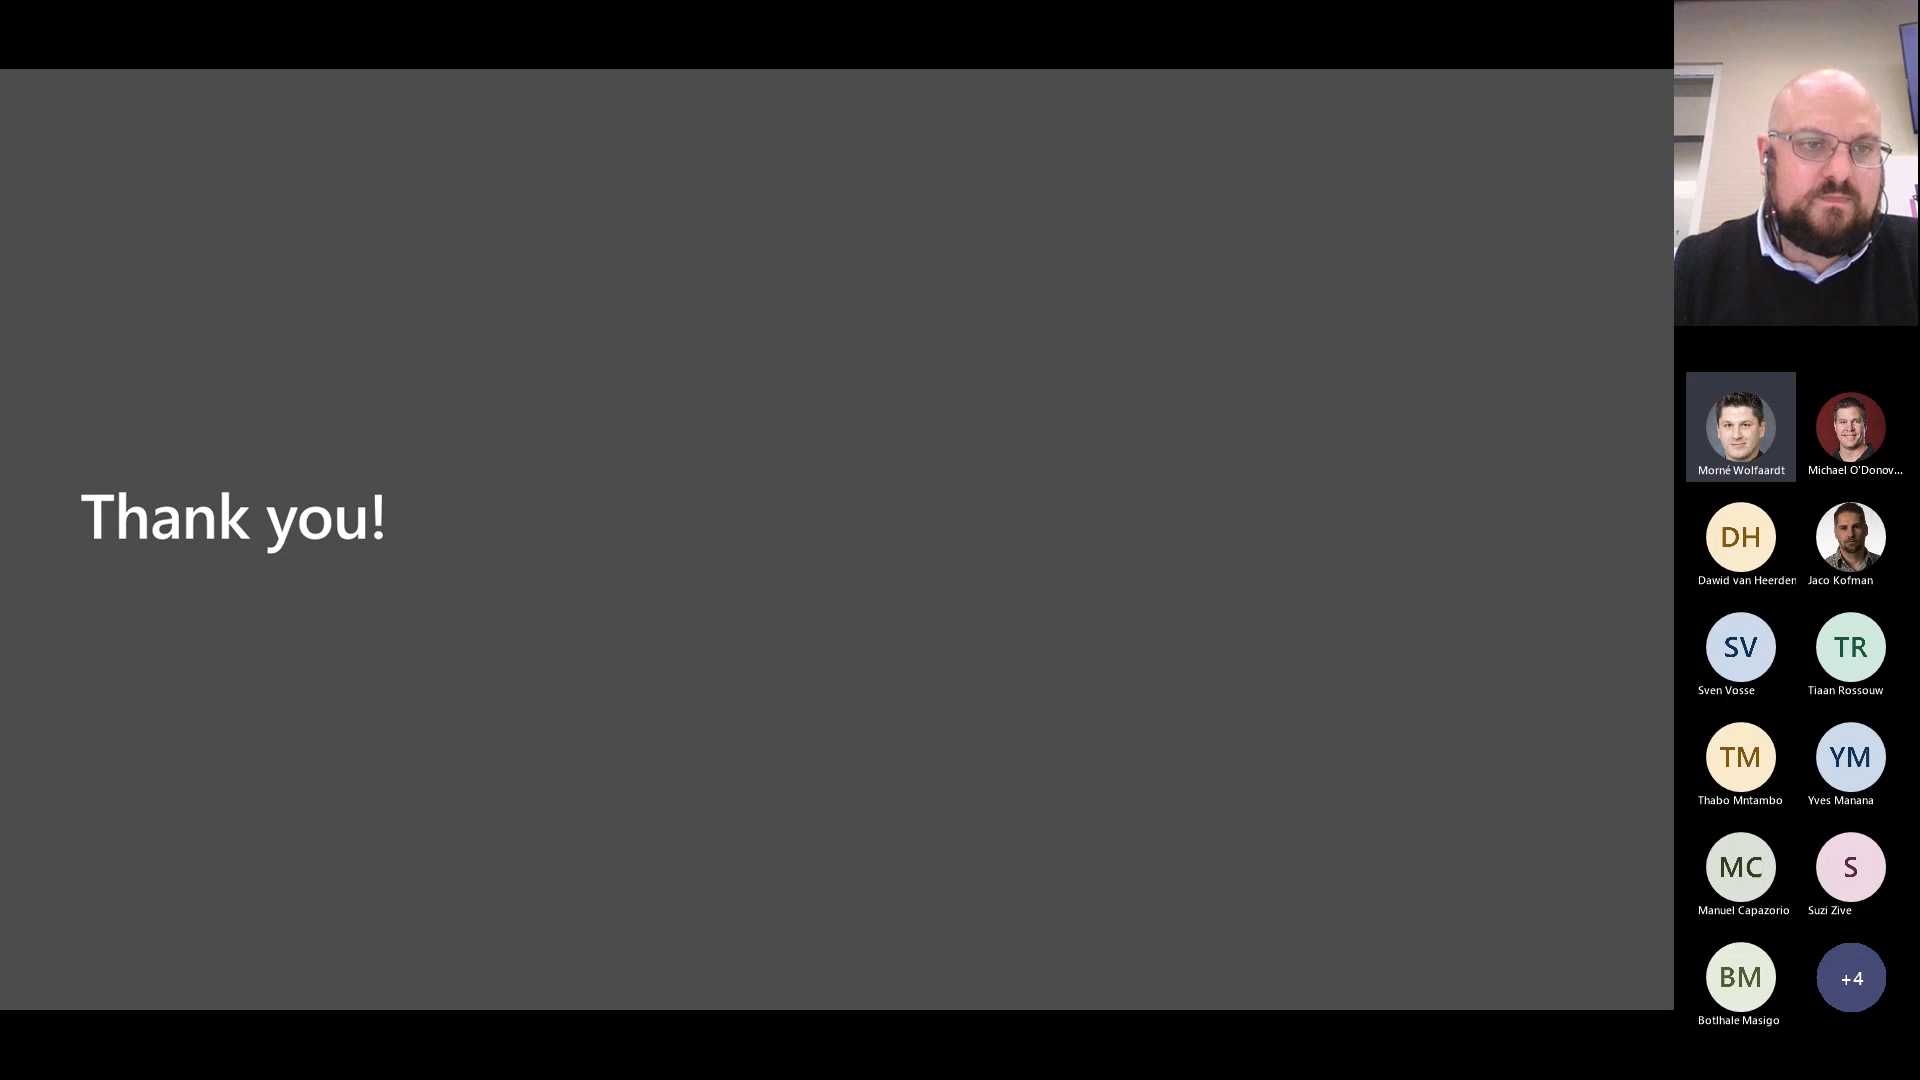 Thank you!
Morné Wolfaardt
Michael O'Donov...
DH
Dawid van Heerden
Jaco Kofman
SV
Sven Vosse
TR
Tiaan Rossouw
TM
Thabo Mntambo
YM
Yves Manana
MC
Manuel Capazorio
S
Suzi Zive
BM
Botlhale Masigo
+4